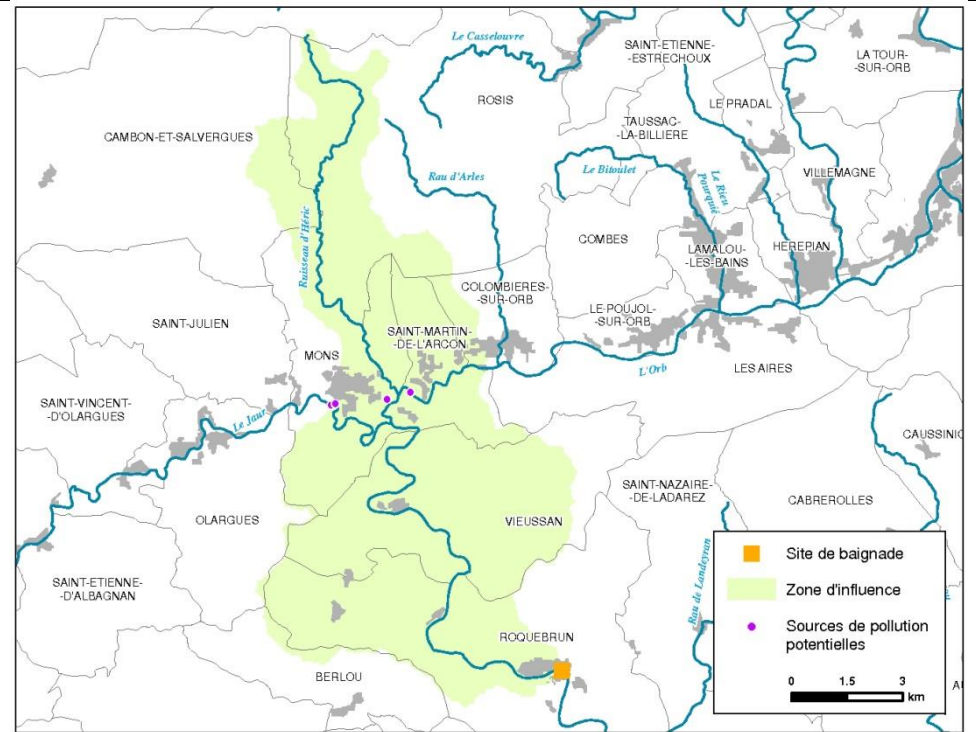 Le Casselouvre
SAINT-ETIENNE-
-ESTRECHOUX
LA TOUR-
-SUR-ORB
ROSIS
LE PRADAL
TAUSSAC-
-LA-BILLIERE
CAMBON-ET-SALVERGUES
Rau d'Arles
Le Bitoulet
Le Rieu
Pourquié
VILLEMAGNE
Ruisseau d'Héric
COMBES
LAMALOU-
-LES-BAINS
HEREPIAN
COLOMBIERES-
-SUR-ORB
LE-POUJOL-
-SUR-ORB
SAINT-JULIEN
SAINT-MARTIN-
-DE-L'ARCON
MONS
L'Orb
LES AIRES
SAINT-VINCENT-
-D'OLARGUES
Le Jaur
CAUSSINIO
SAINT-NAZAIRE-
-DE-LADAREZ
CABREROLLES
OLARGUES
VIEUSSAN
SAINT-ETIENNE-
-D'ALBAGNAN
Rau de Landeyran
ROQUEBRUN
BERLOU
Site de baignade
Zone d'influence
Sources de pollution
potentielles
0 1.5 3
km